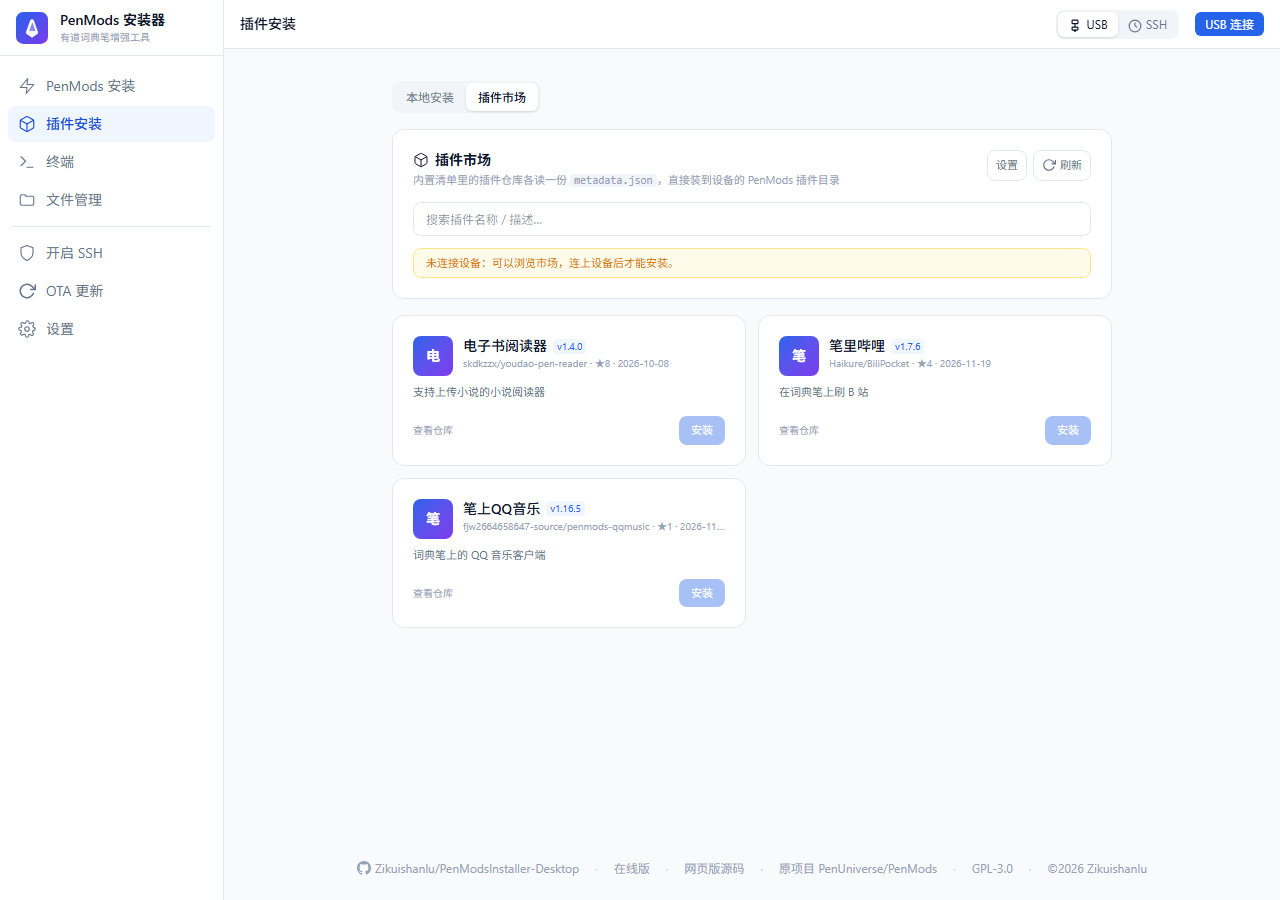 PenMods 安装器
有道词典笔增强工具
插件安装
USB
SSH
USB 连接
PenMods 安装
插件安装
终端
文件管理
开启 SSH
OTA 更新
设置
本地安装
插件市场
插件市场
内置清单里的插件仓库各读一份 metadata.json，直接装到设备的 PenMods 插件目录
设置
刷新
搜索插件名称 / 描述...
未连接设备：可以浏览市场，连上设备后才能安装。
电
电子书阅读器 v1.4.0
skdkzzx/youdao-pen-reader · ★8 · 2026-10-08
支持上传小说的小说阅读器
查看仓库
安装
笔
笔里哔哩 v1.7.6
Haikure/BiliPocket · ★4 · 2026-11-19
在词典笔上刷 B 站
查看仓库
安装
笔
笔上QQ音乐 v1.16.5
fjw2664658647-source/penmods-qqmusic · ★1 · 2026-11...
词典笔上的 QQ 音乐客户端
查看仓库
安装
Zikuishanlu/PenModsInstaller-Desktop · 在线版 · 网页版源码 · 原项目 PenUniverse/PenMods · GPL-3.0 · ©2026 Zikuishanlu